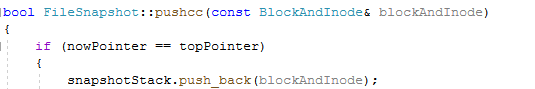 bool FileSnapshot::pushcc(const BlockAndInode& blockAndInode)
{
if (nowPointer == topPointer)
{
snapshotStack.push_back(blockAndInode);